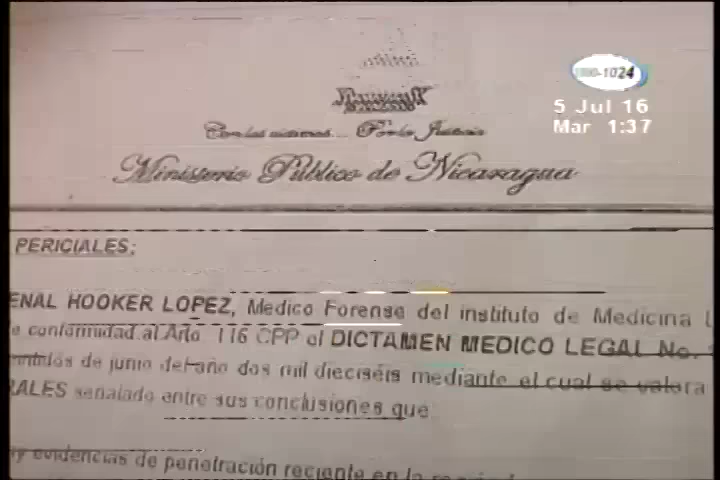 1800-1024
5 Jul 16
Mar 1:37
Con las victimas... Por la Justicia
Ministerio Público de Nicaragua
PERICIALES:
ENAL HOOKER LOPEZ, Medico Forense del instituto de Medicina L
e conformidad al Arto. 116 CPP el DICTAMEN MEDICO LEGAL No.
de junio del año dos mil dieciséis mediante el cual se valora
RALES señalado entre sus conclusiones que
evidencias de penetración reciente en la